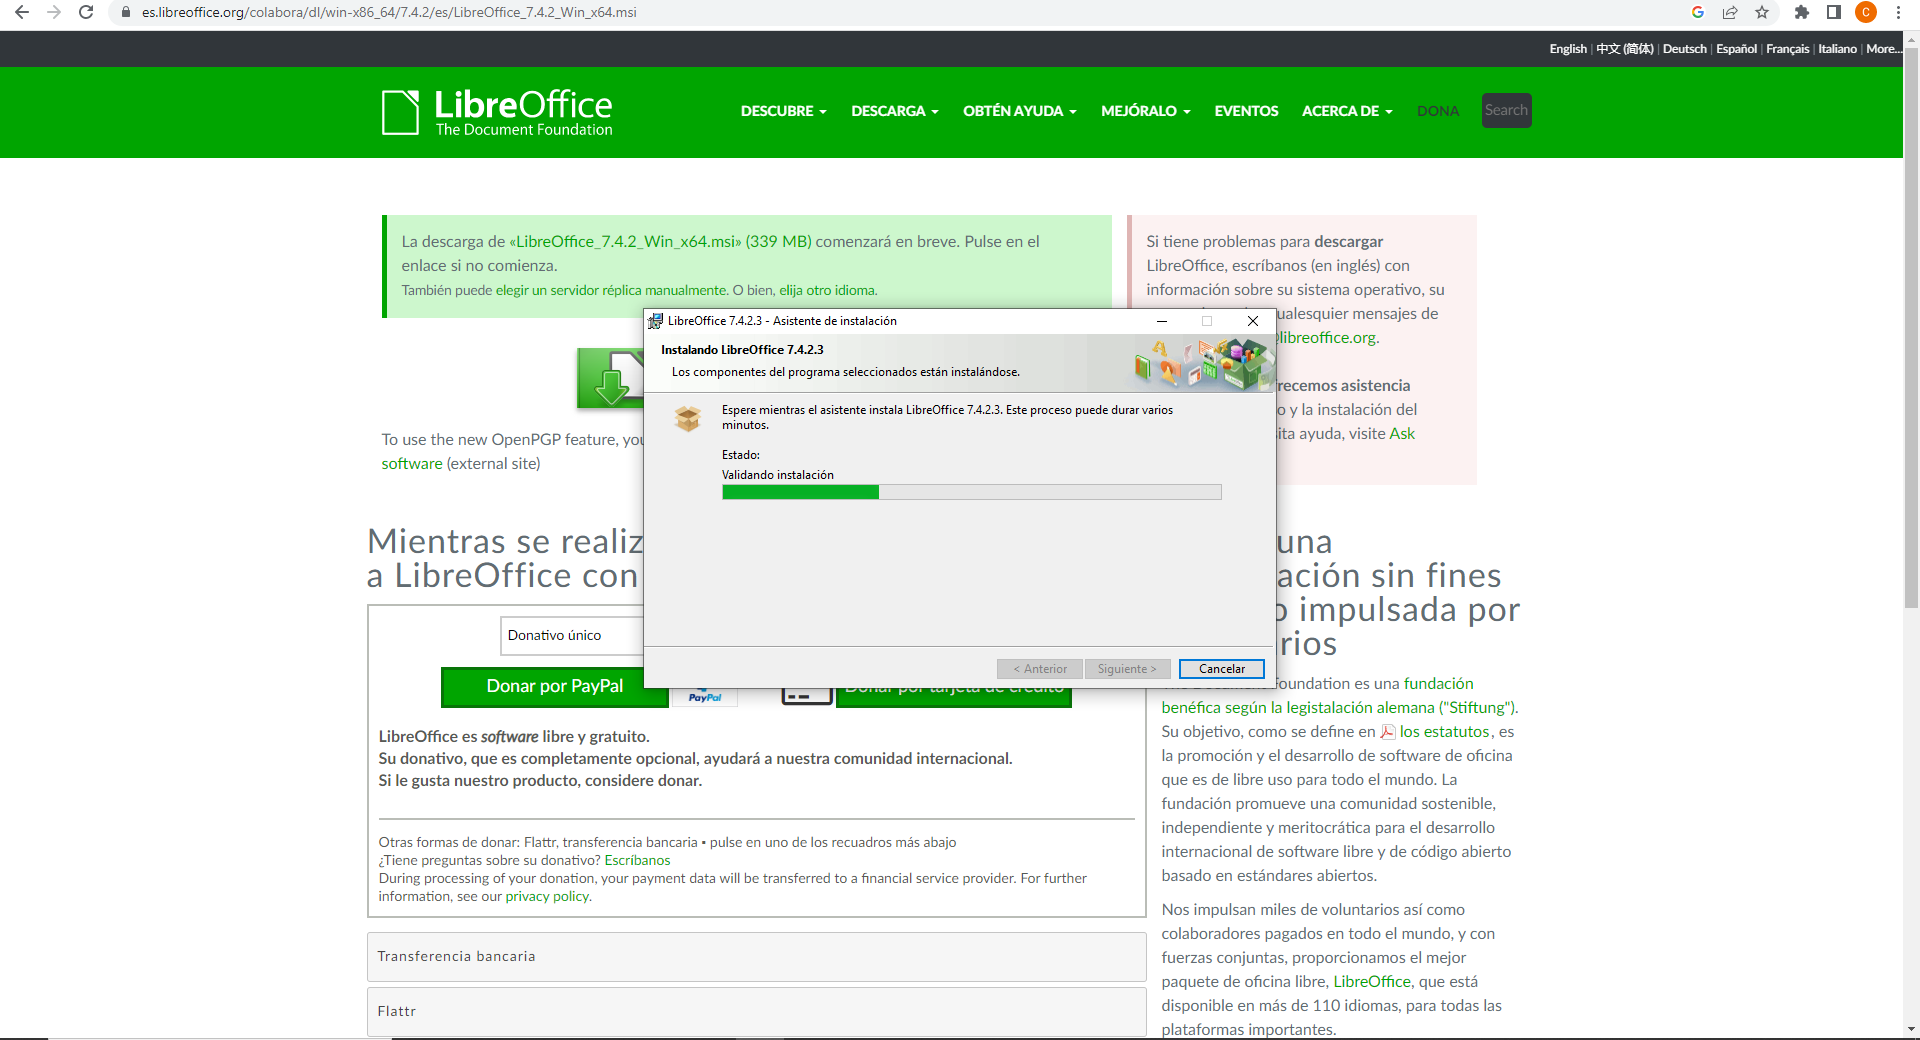 es.libreoffice.org/colabora/dl/win-x86_64/7.4.2/es/LibreOffice_7.4.2_Win_x64.msi
C
English | 中文 (简体) | Deutsch | Español | Français | Italiano | More...
LibreOffice
The Document Foundation
DESCUBRE
DESCARGA
OBTÉN AYUDA
MEJÓRALO
EVENTOS
ACERCA DE
DONA
Search
La descarga de «LibreOffice_7.4.2_Win_x64.msi» (339 MB) comenzará en breve. Pulse en el
enlace si no comienza.
También puede elegir un servidor réplica manualmente. O bien, elija otro idioma.
Si tiene problemas para descargar
LibreOffice, escríbanos (en inglés) con
información sobre su sistema operativo, su
ualesquier mensajes de
libreoffice.org.
recemos asistencia
o y la instalación del
ita ayuda, visite Ask
To use the new OpenPGP feature, you
software (external site)
LibreOffice 7.4.2.3 - Asistente de instalación
Instalando LibreOffice 7.4.2.3
Los componentes del programa seleccionados están instalándose.
Espere mientras el asistente instala LibreOffice 7.4.2.3. Este proceso puede durar varios
minutos.
Estado:
Validando instalación
< Anterior
Siguiente >
Cancelar
Mientras se realiz
a LibreOffice con
Donativo único
Donar por PayPal
PayPal
Donar por tarjeta de crédito
LibreOffice es software libre y gratuito.
Su donativo, que es completamente opcional, ayudará a nuestra comunidad internacional.
Si le gusta nuestro producto, considere donar.
Otras formas de donar: Flattr, transferencia bancaria • pulse en uno de los recuadros más abajo
¿Tiene preguntas sobre su donativo? Escríbanos
During processing of your donation, your payment data will be transferred to a financial service provider. For further
information, see our privacy policy.
Transferencia bancaria
Flattr
una
ación sin fines
o impulsada por
rios
The Document Foundation es una fundación
benéfica según la legistalación alemana ("Stiftung").
Su objetivo, como se define en los estatutos, es
la promoción y el desarrollo de software de oficina
que es de libre uso para todo el mundo. La
fundación promueve una comunidad sostenible,
independiente y meritocrática para el desarrollo
internacional de software libre y de código abierto
basado en estándares abiertos.
Nos impulsan miles de voluntarios así como
colaboradores pagados en todo el mundo, y con
fuerzas conjuntas, proporcionamos el mejor
paquete de oficina libre, LibreOffice, que está
disponible en más de 110 idiomas, para todas las
plataformas importantes.